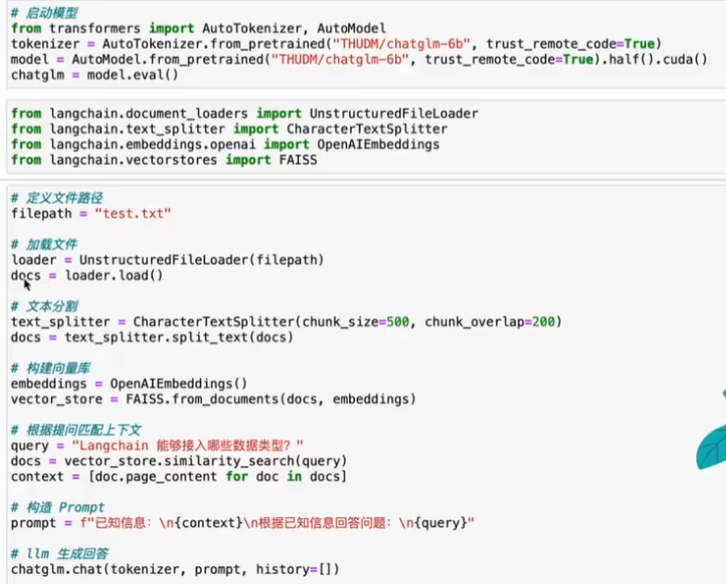 # 启动模型
from transformers import AutoTokenizer, AutoModel
tokenizer = AutoTokenizer.from_pretrained("THUDM/chatglm-6b", trust_remote_code=True)
model = AutoModel.from_pretrained("THUDM/chatglm-6b", trust_remote_code=True).half().cuda()
chatglm = model.eval()
from langchain.document_loaders import UnstructuredFileLoader
from langchain.text_splitter import CharacterTextSplitter
from langchain.embeddings.openai import OpenAIEmbeddings
from langchain.vectorstores import FAISS
# 定义文件路径
filepath = "test.txt"
# 加载文件
loader = UnstructuredFileLoader(filepath)
docs = loader.load()
# 文本分割
text_splitter = CharacterTextSplitter(chunk_size=500, chunk_overlap=200)
docs = text_splitter.split_text(docs)
# 构建向量库
embeddings = OpenAIEmbeddings()
vector_store = FAISS.from_documents(docs, embeddings)
# 根据提问匹配上下文
query = "Langchain 能够接入哪些数据类型？"
docs = vector_store.similarity_search(query)
context = [doc.page_content for doc in docs]
# 构造 Prompt
prompt = f"已知信息：\n{context}\n根据已知信息回答问题：\n{query}"
# llm 生成回答
chatglm.chat(tokenizer, prompt, history=[])